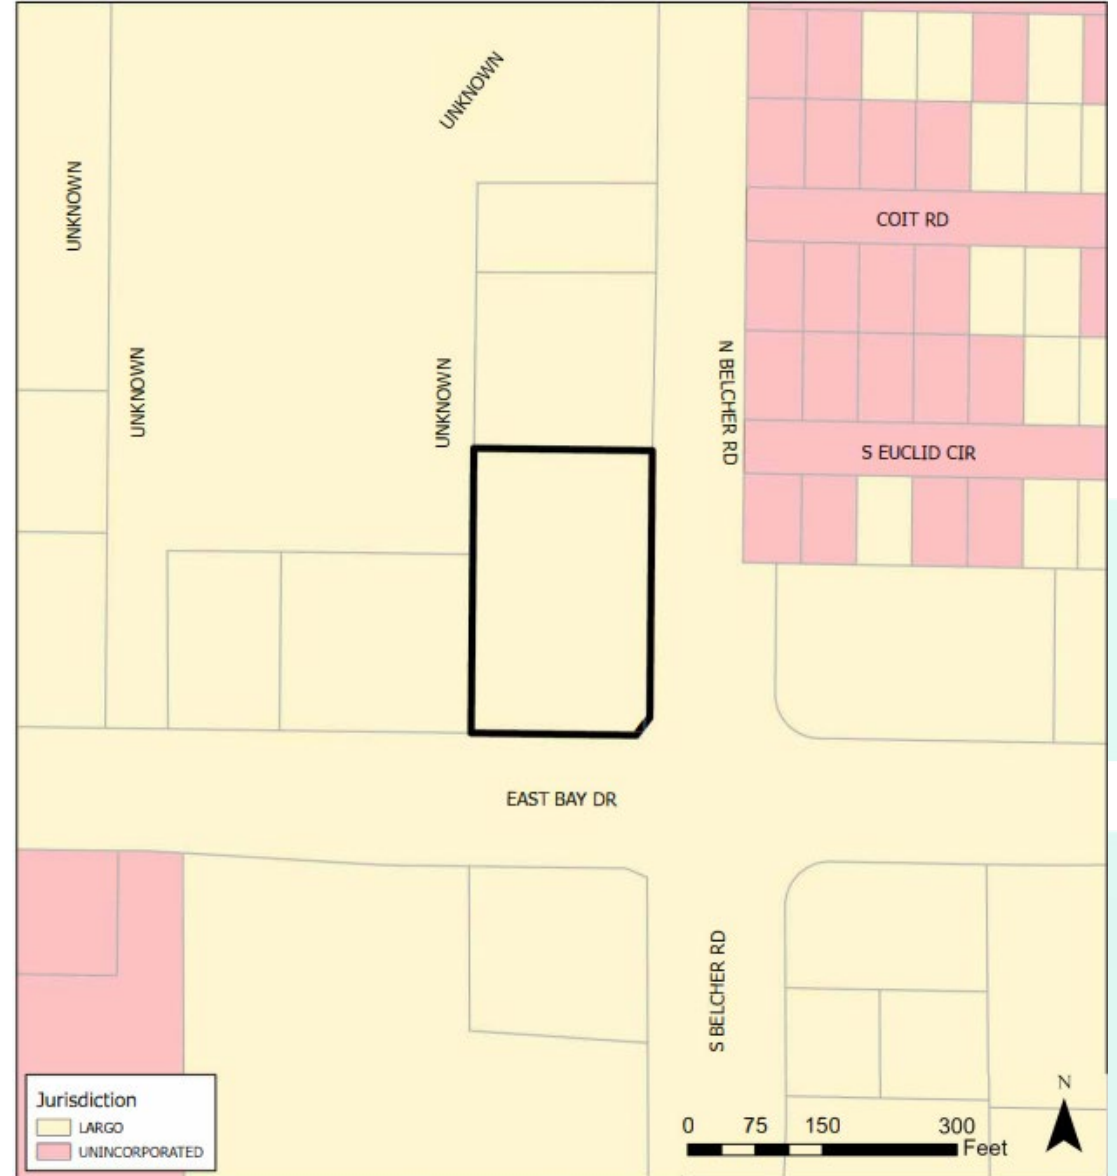 UNKNOWN
UNKNOWN
COIT RD
UNKNOWN
UNKNOWN
N BELCHER RD
S EUCLID CIR
EAST BAY DR
S BELCHER RD
Jurisdiction
LARGO
UNINCORPORATED
0 75 150 300
Feet
N